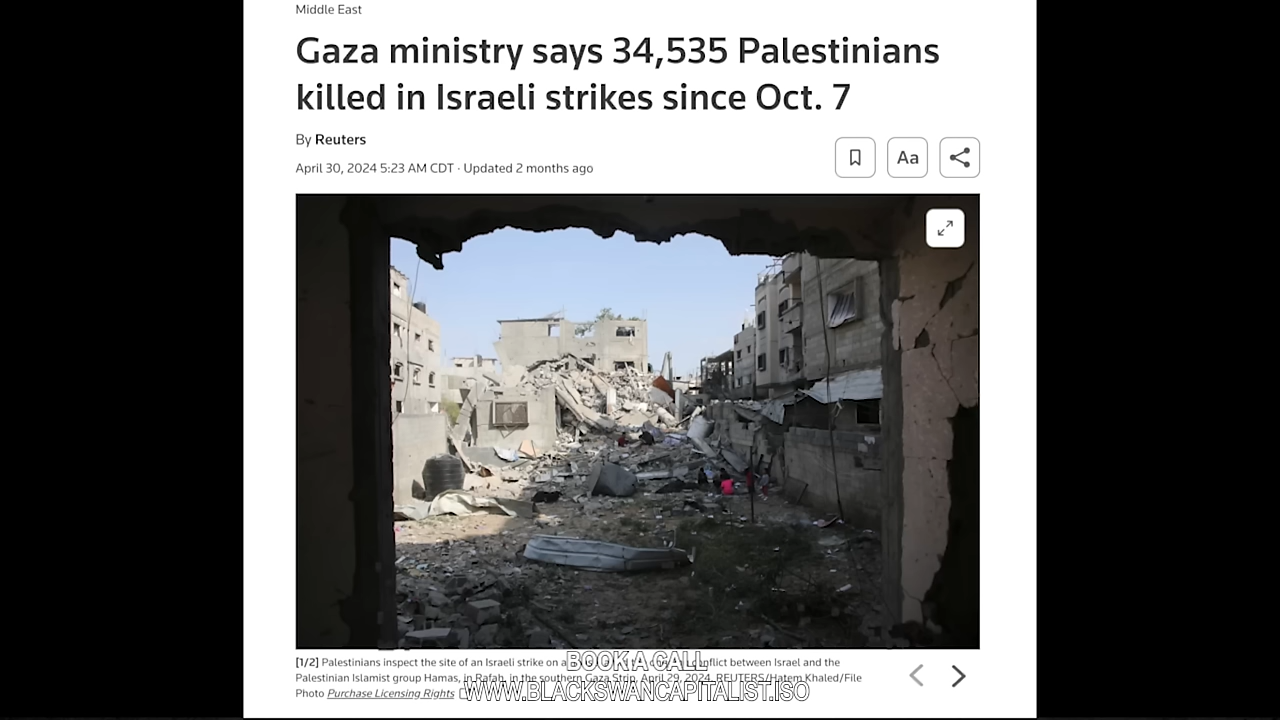 Middle East
Gaza ministry says 34,535 Palestinians
killed in Israeli strikes since Oct. 7
By Reuters
April 30, 2024 5:23 AM CDT · Updated 2 months ago
Aa
[1/2] Palestinians inspect the site of an Israeli strike on a conflict between Israel and the
Palestinian Islamist group Hamas, in Rafah, in the southern Gaza Strip, April 29, 2024. REUTERS/Hatem Khaled/File
Photo Purchase Licensing Rights
BOOK A CALL
WWW.BLACKSWANCAPITALIST.ISO